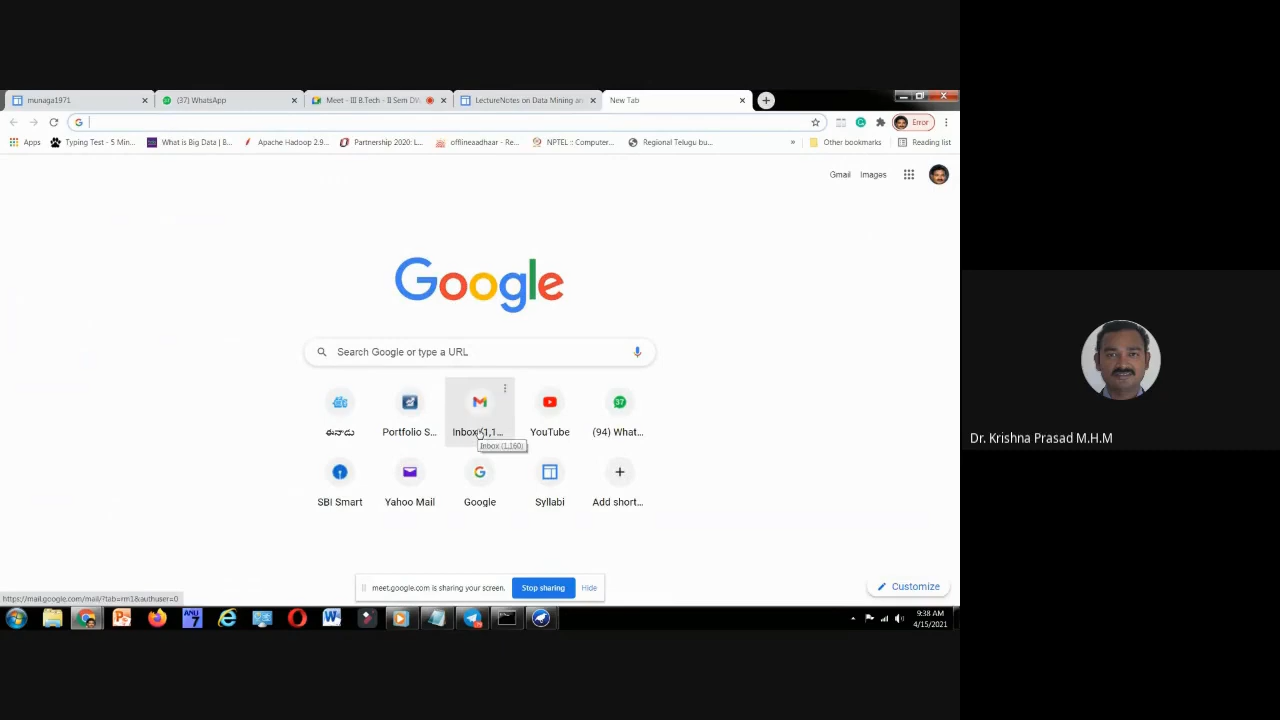 munaga1971
(37) WhatsApp
Meet - III B.Tech - II Sem DW
LectureNotes on Data Mining an
New Tab
Error
Apps
Typing Test - 5 Min...
What is Big Data | B...
Apache Hadoop 2.9...
Partnership 2020: L...
offlineaadhaar - Re...
NPTEL :: Computer...
Regional Telugu bu...
»
Other bookmarks
Reading list
Gmail
Images
Google
Search Google or type a URL
ఈనాడు
Portfolio S...
Inbox (1,1...
YouTube
(94) What...
Inbox (1,160)
SBI Smart
Yahoo Mail
Google
Syllabi
Add short...
Dr. Krishna Prasad M.H.M
meet.google.com is sharing your screen.
Stop sharing
Hide
Customize
https://mail.google.com/mail/?tab=rm1&authuser=0
9:38 AM
4/15/2021